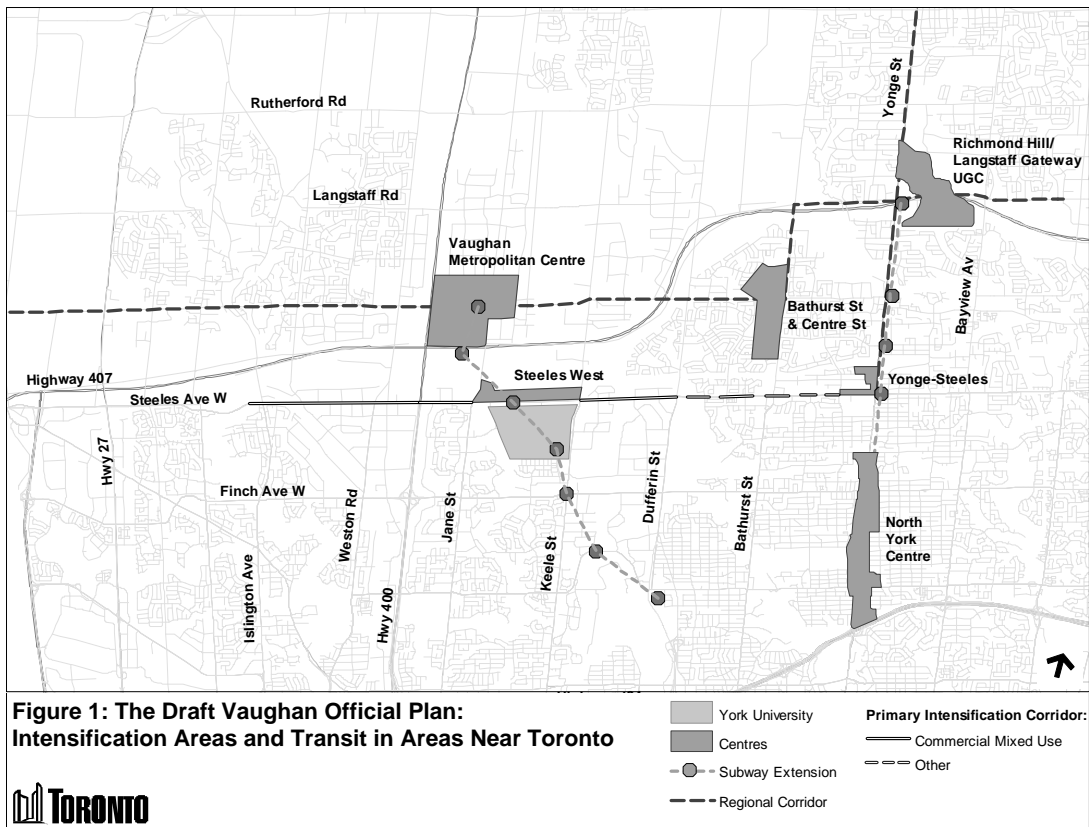 Yonge St
Rutherford Rd
Richmond Hill/
Langstaff Gateway
UGC
Langstaff Rd
Vaughan
Metropolitan Centre
Bayview Av
Bathurst St
& Centre St
Highway 407
Steeles West
Yonge-Steeles
Steeles Ave W
Hwy 27
Finch Ave W
Weston Rd
Jane St
Dufferin St
Bathurst St
North
York
Centre
Keele St
Islington Ave
Hwy 400
Figure 1: The Draft Vaughan Official Plan:
Intensification Areas and Transit in Areas Near Toronto
York University
Centres
Subway Extension
Regional Corridor
Primary Intensification Corridor:
Commercial Mixed Use
Other
TORONTO